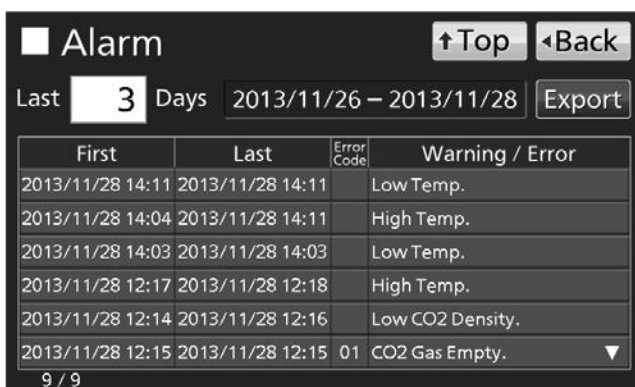 Alarm
↑Top
◂Back
Last 3 Days 2013/11/26 – 2013/11/28 Export
First Last Error Code Warning / Error
2013/11/28 14:11 2013/11/28 14:11 Low Temp.
2013/11/28 14:04 2013/11/28 14:11 High Temp.
2013/11/28 14:03 2013/11/28 14:03 Low Temp.
2013/11/28 12:17 2013/11/28 12:18 High Temp.
2013/11/28 12:14 2013/11/28 12:16 Low CO2 Density.
2013/11/28 12:15 2013/11/28 12:15 01 CO2 Gas Empty. ▼
9 / 9